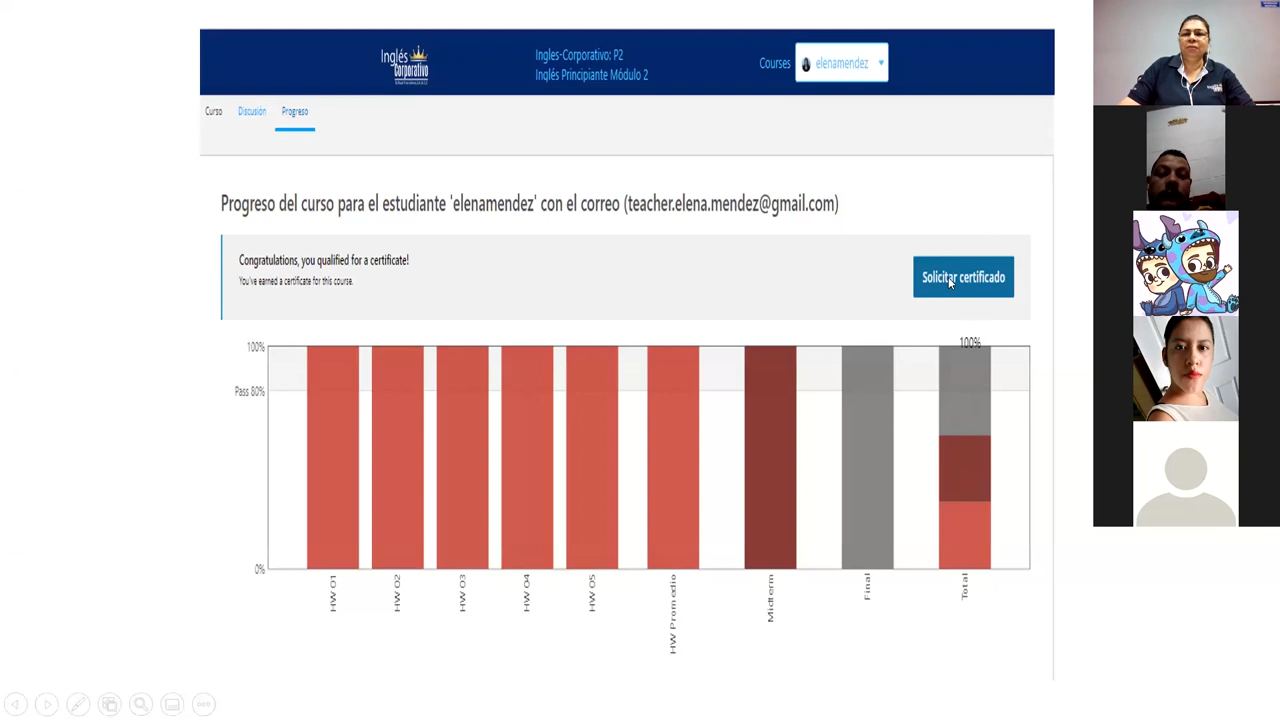 Inglés
Corporativo
Ingles-Corporativo: P2
Inglés Principiante Módulo 2
Courses
elenamendez
Curso
Discusión
Progreso
Progreso del curso para el estudiante 'elenamendez' con el correo (teacher.elena.mendez@gmail.com)
Congratulations, you qualified for a certificate!
You've earned a certificate for this course.
Solicitar certificado
100%
100%
Pass 80%
0%
HW 01
HW 02
HW 03
HW 04
HW 05
HW Promedio
Midterm
Final
Total